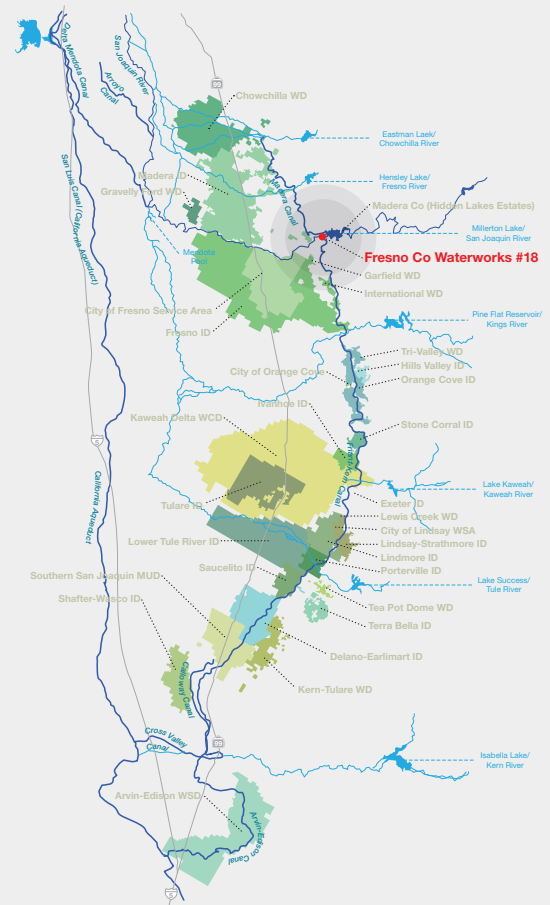 Delta Mendota Canal
San Joaquin River
Arroyo
Canal
99
Chowchilla WD
Eastman Laek/
Chowchilla River
San Luis Canal (California Aqueduct)
Madera ID
Hensley Lake/
Fresno River
Gravelly Ford WD
Madera Canal
Madera Co (Hidden Lakes Estates)
Millerton Lake/
San Joaquin River
Mendota
Pool
Fresno Co Waterworks #18
Garfield WD
International WD
City of Fresno Service Area
Fresno ID
Pine Flat Reservoir/
Kings River
Tri-Valley WD
Hills Valley ID
City of Orange Cove
Orange Cove ID
Ivanhoe ID
Kaweah Delta WCD
Stone Corral ID
5
Friant-Kern Canal
California Aqueduct
Lake Kaweah/
Kaweah River
Tulare ID
Exeter ID
Lewis Creek WD
City of Lindsay WSA
Lower Tule River ID
Lindsay-Strathmore ID
Lindmore ID
Saucelito ID
Porterville ID
Southern San Joaquin MUD
Lake Success/
Tule River
Shafter-Wasco ID
Tea Pot Dome WD
Terra Bella ID
Delano-Earlimart ID
Calloway Canal
Kern-Tulare WD
Cross Valley
Canal
99
Isabella Lake/
Kern River
Arvin-Edison WSD
Arvin-Edison
Canal
5